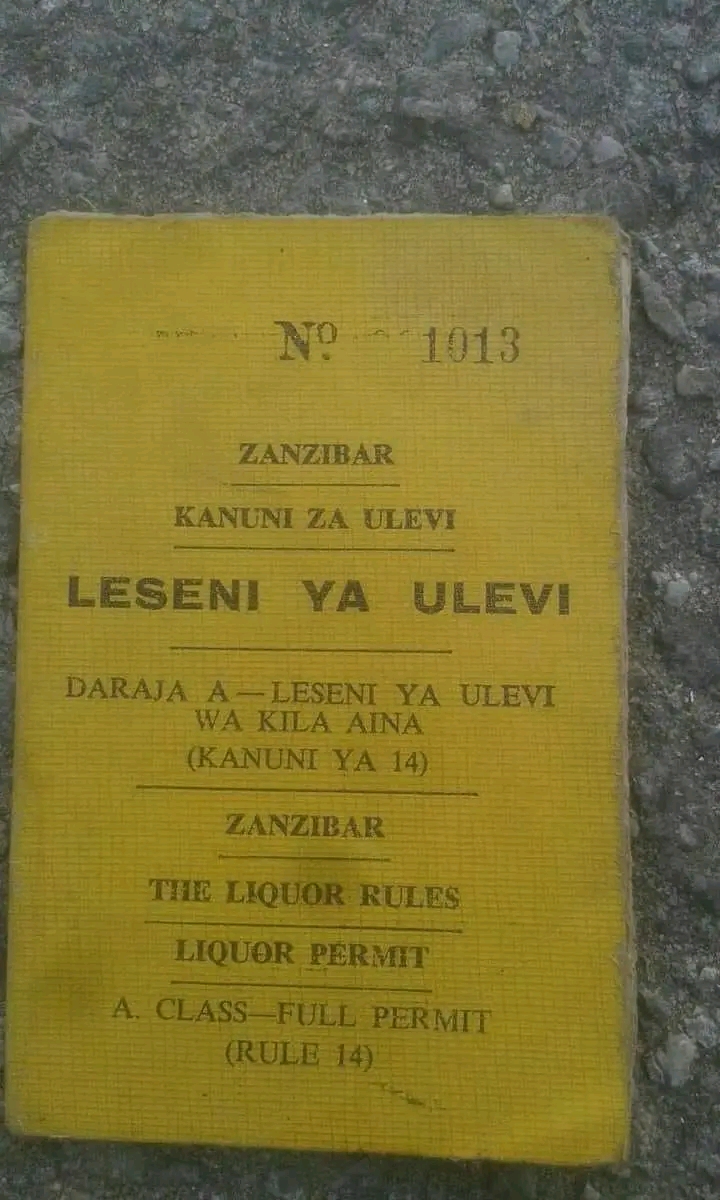 Nº 1013
ZANZIBAR
KANUNI ZA ULEVI
LESENI YA ULEVI
DARAJA A—LESENI YA ULEVI
WA KILA AINA
(KANUNI YA 14)
ZANZIBAR
THE LIQUOR RULES
LIQUOR PERMIT
A. CLASS—FULL PERMIT
(RULE 14)